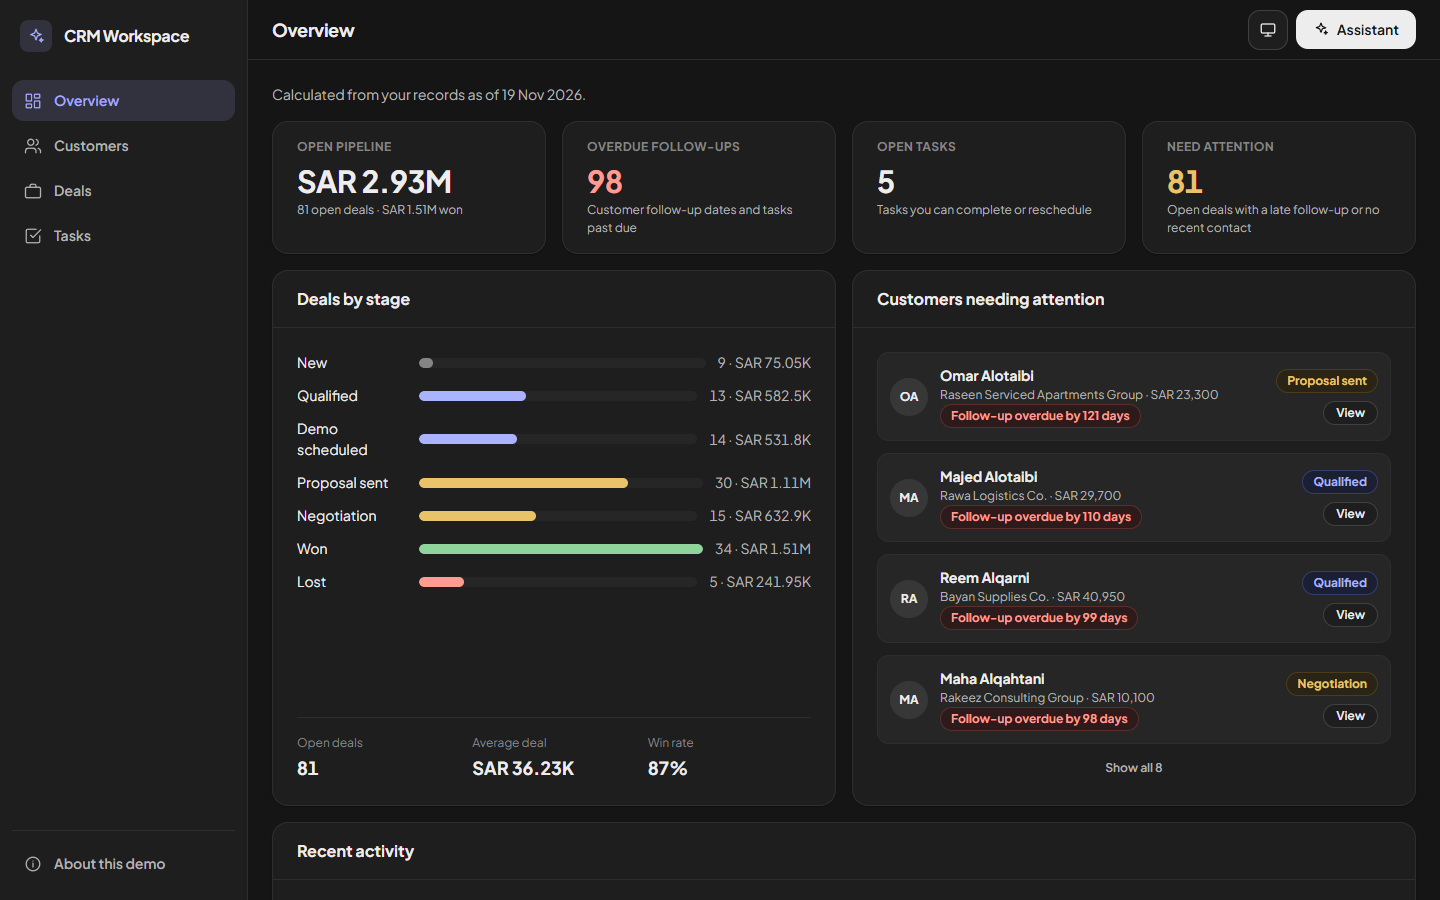 CRM Workspace
Overview
Customers
Deals
Tasks
About this demo
Overview
Assistant
Calculated from your records as of 19 Nov 2026.
OPEN PIPELINE
SAR 2.93M
81 open deals · SAR 1.51M won
OVERDUE FOLLOW-UPS
98
Customer follow-up dates and tasks
past due
OPEN TASKS
5
Tasks you can complete or reschedule
NEED ATTENTION
81
Open deals with a late follow-up or no
recent contact
Deals by stage
New 9 · SAR 75.05K
Qualified 13 · SAR 582.5K
Demo
scheduled 14 · SAR 531.8K
Proposal sent 30 · SAR 1.11M
Negotiation 15 · SAR 632.9K
Won 34 · SAR 1.51M
Lost 5 · SAR 241.95K
Open deals Average deal Win rate
81 SAR 36.23K 87%
Customers needing attention
OA
Omar Alotaibi
Raseen Serviced Apartments Group · SAR 23,300
Follow-up overdue by 121 days
Proposal sent
View
MA
Majed Alotaibi
Rawa Logistics Co. · SAR 29,700
Follow-up overdue by 110 days
Qualified
View
RA
Reem Alqarni
Bayan Supplies Co. · SAR 40,950
Follow-up overdue by 99 days
Qualified
View
MA
Maha Alqahtani
Rakeez Consulting Group · SAR 10,100
Follow-up overdue by 98 days
Negotiation
View
Show all 8
Recent activity